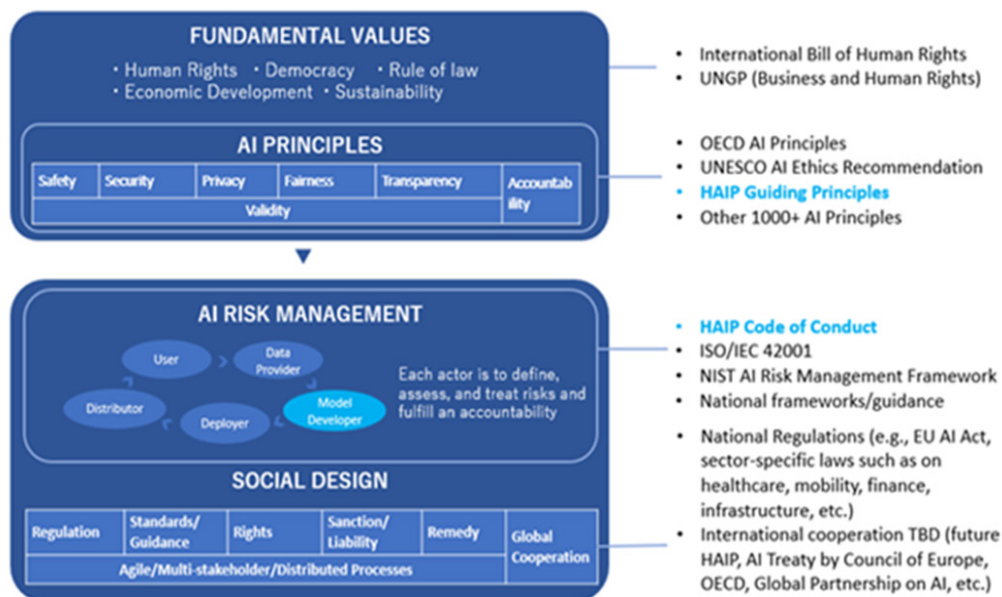 FUNDAMENTAL VALUES
・Human Rights ・Democracy ・Rule of law
・Economic Development ・Sustainability
AI PRINCIPLES
Safety Security Privacy Fairness Transparency Accountab
ility
Validity
• International Bill of Human Rights
• UNGP (Business and Human Rights)
• OECD AI Principles
• UNESCO AI Ethics Recommendation
• HAIP Guiding Principles
• Other 1000+ AI Principles
AI RISK MANAGEMENT
User
Data
Provider
Model
Developer
Deployer
Distributor
Each actor is to define,
assess, and treat risks and
fulfill an accountability
SOCIAL DESIGN
Regulation
Standards/
Guidance
Rights
Sanction/
Liability
Remedy
Global
Cooperation
Agile/Multi-stakeholder/Distributed Processes
• HAIP Code of Conduct
• ISO/IEC 42001
• NIST AI Risk Management Framework
• National frameworks/guidance
• National Regulations (e.g., EU AI Act,
sector-specific laws such as on
healthcare, mobility, finance,
infrastructure, etc.)
• International cooperation TBD (future
HAIP, AI Treaty by Council of Europe,
OECD, Global Partnership on AI, etc.)